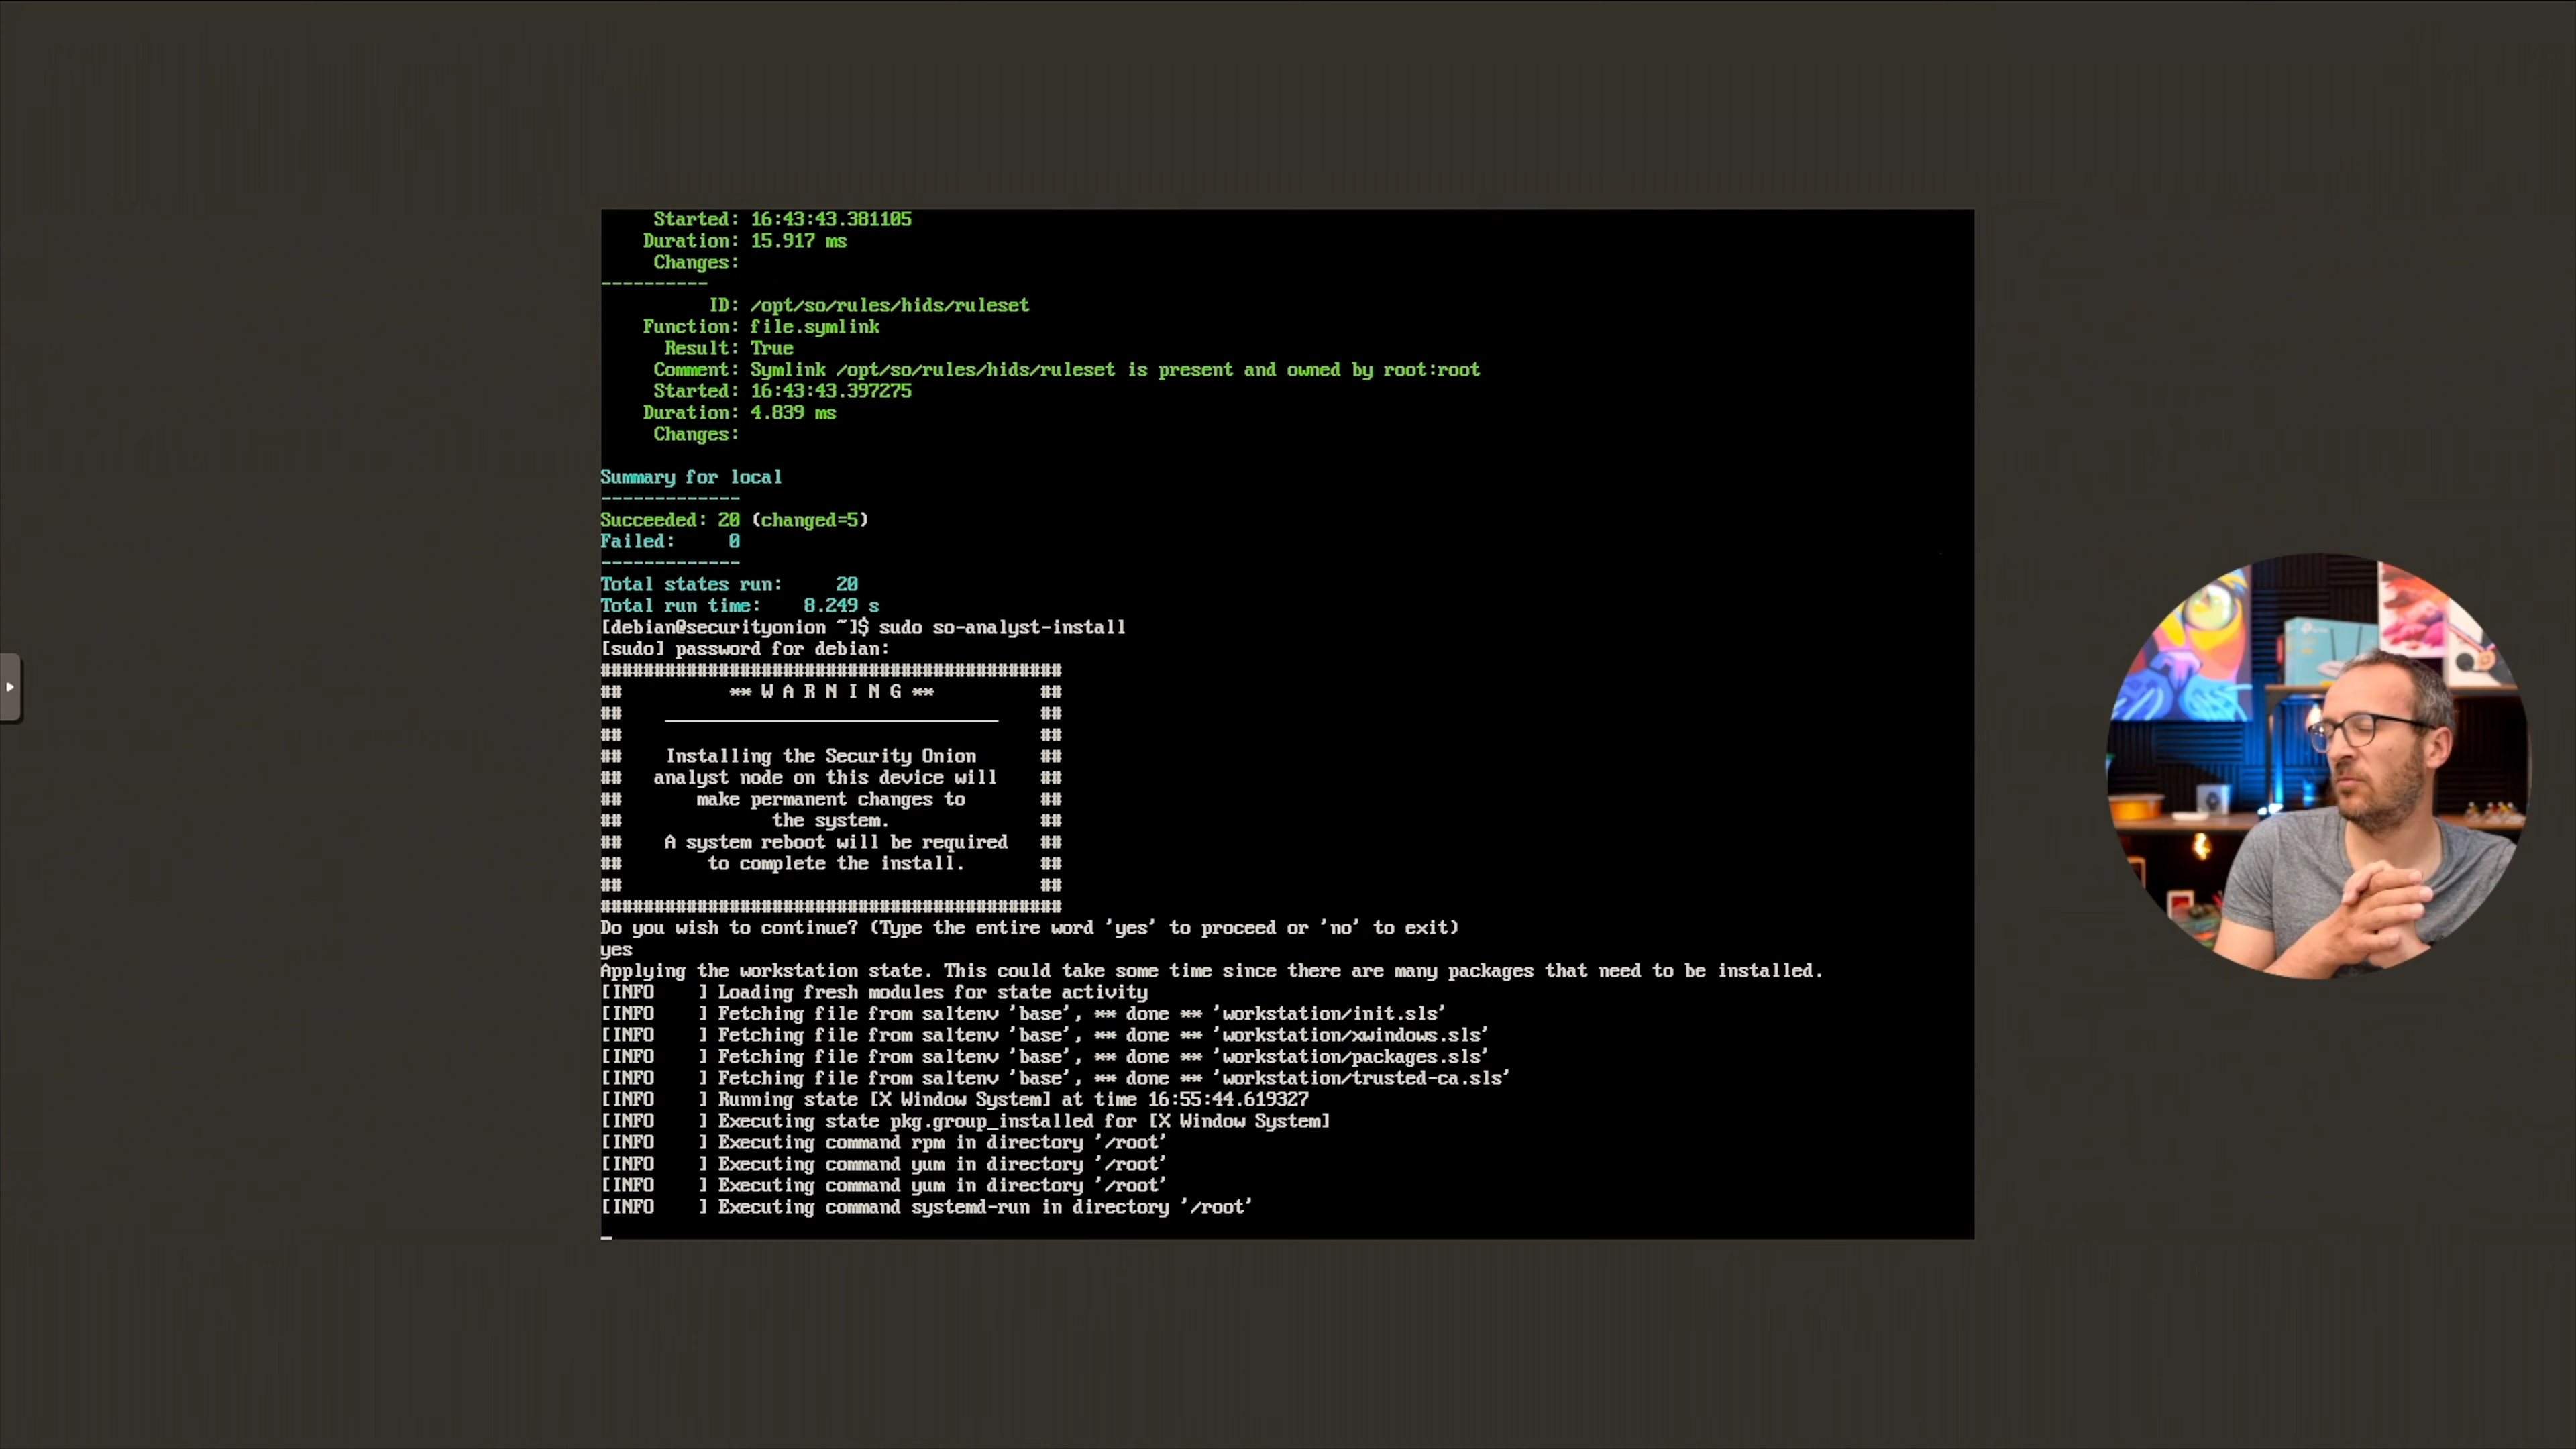 Started: 16:43:43.381105
Duration: 15.917 ms
Changes:
----------
ID: /opt/so/rules/hids/ruleset
Function: file.symlink
Result: True
Comment: Symlink /opt/so/rules/hids/ruleset is present and owned by root:root
Started: 16:43:43.397275
Duration: 4.839 ms
Changes:
Summary for local
-------------
Succeeded: 20 (changed=5)
Failed: 0
-------------
Total states run: 20
Total run time: 8.249 s
[debian@securityonion ~]$ sudo so-analyst-install
[sudo] password for debian:
###########################################
## ** W A R N I N G ** ##
## _______________________________ ##
## ##
## Installing the Security Onion ##
## analyst node on this device will ##
## make permanent changes to ##
## the system. ##
## A system reboot will be required ##
## to complete the install. ##
## ##
###########################################
Do you wish to continue? (Type the entire word 'yes' to proceed or 'no' to exit)
yes
Applying the workstation state. This could take some time since there are many packages that need to be installed.
[INFO ] Loading fresh modules for state activity
[INFO ] Fetching file from saltenv 'base', ** done ** 'workstation/init.sls'
[INFO ] Fetching file from saltenv 'base', ** done ** 'workstation/xwindows.sls'
[INFO ] Fetching file from saltenv 'base', ** done ** 'workstation/packages.sls'
[INFO ] Fetching file from saltenv 'base', ** done ** 'workstation/trusted-ca.sls'
[INFO ] Running state [X Window System] at time 16:55:44.619327
[INFO ] Executing state pkg.group_installed for [X Window System]
[INFO ] Executing command rpm in directory '/root'
[INFO ] Executing command yum in directory '/root'
[INFO ] Executing command yum in directory '/root'
[INFO ] Executing command systemd-run in directory '/root'